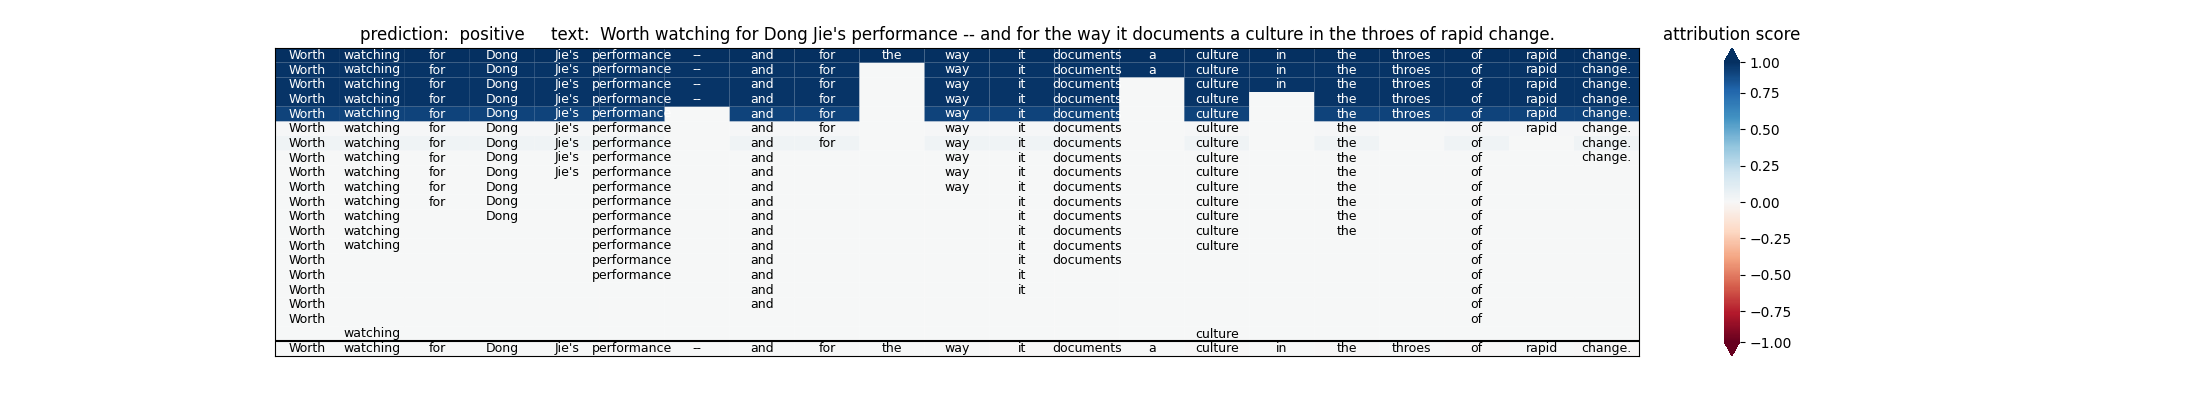 prediction:  positive     text:  Worth watching for Dong Jie's performance -- and for the way it documents a culture in the throes of rapid change.
attribution score
Worth watching for Dong Jie's performance -- and for the way it documents a culture in the throes of rapid change.
Worth watching for Dong Jie's performance -- and for way it documents a culture in the throes of rapid change.
Worth watching for Dong Jie's performance -- and for way it documents culture in the throes of rapid change.
Worth watching for Dong Jie's performance -- and for way it documents culture the throes of rapid change.
Worth watching for Dong Jie's performanc and for way it documents culture the throes of rapid change.
Worth watching for Dong Jie's performance and for way it documents culture the of rapid change.
Worth watching for Dong Jie's performance and for way it documents culture the of change.
Worth watching for Dong Jie's performance and way it documents culture the of change.
Worth watching for Dong Jie's performance and way it documents culture the of
Worth watching for Dong performance and way it documents culture the of
Worth watching for Dong performance and it documents culture the of
Worth watching Dong performance and it documents culture the of
Worth watching performance and it documents culture the of
Worth watching performance and it documents culture of
Worth performance and it documents of
Worth performance and it of
Worth and it of
Worth and of
Worth of
watching culture
Worth watching for Dong Jie's performance -- and for the way it documents a culture in the throes of rapid change.
1.00
0.75
0.50
0.25
0.00
−0.25
−0.50
−0.75
−1.00